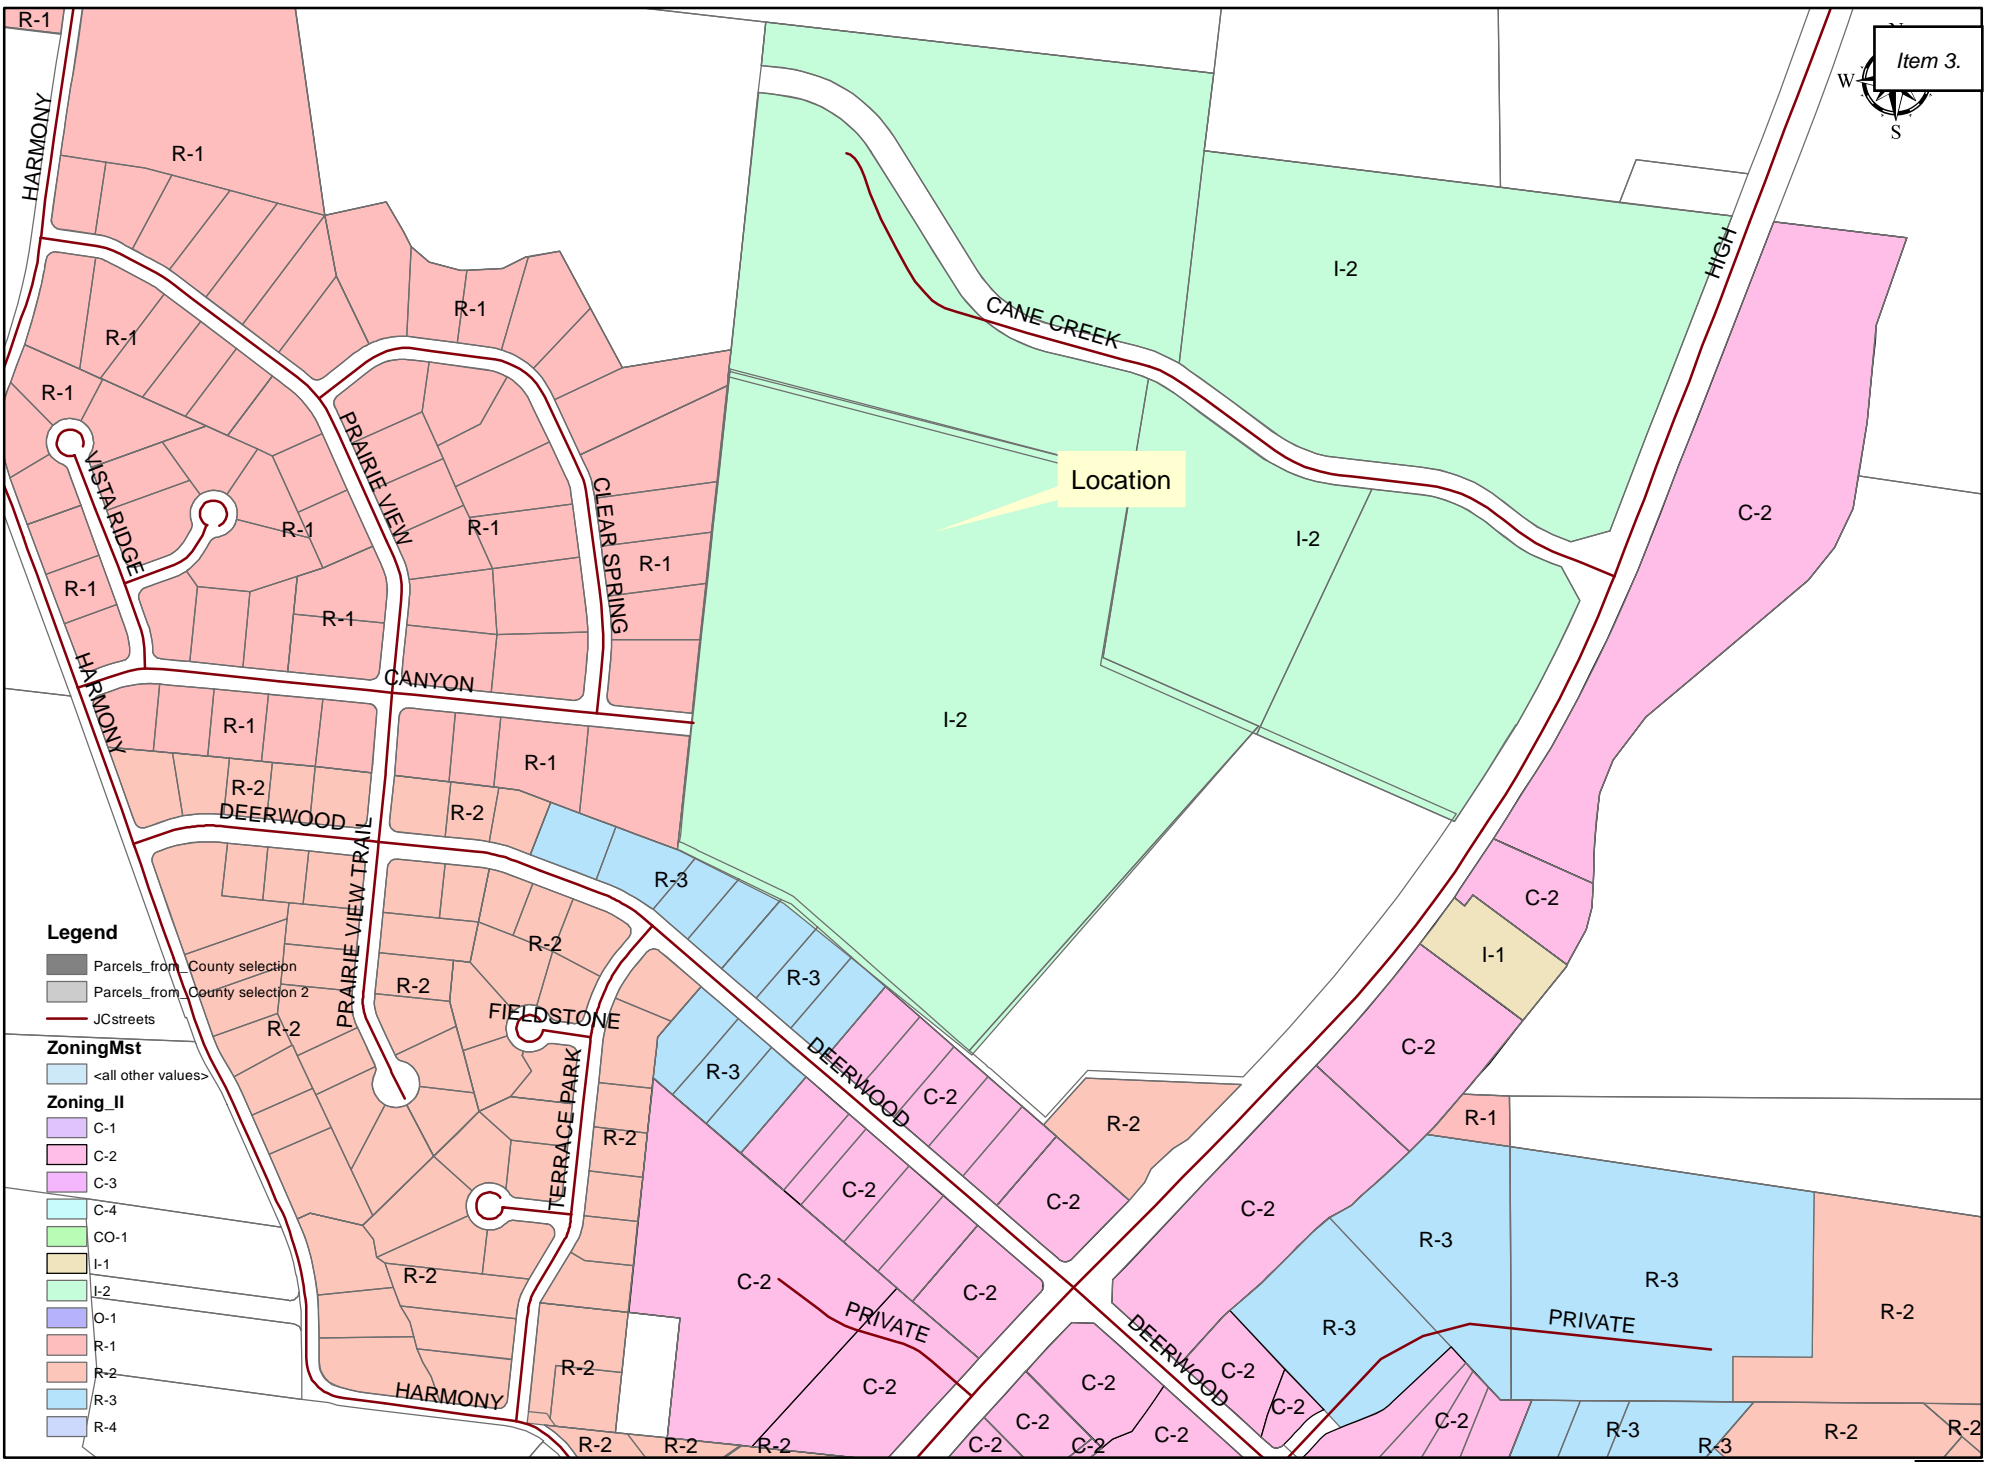 R-1
Item 3.
N
W
S
HARMONY
R-1
I-2
HIGH
R-1
CANE CREEK
R-1
R-1
PRAIRIE VIEW
Location
VISTA RIDGE
CLEAR SPRING
C-2
R-1
R-1
I-2
R-1
R-1
R-1
HARMONY
CANYON
R-1
I-2
R-1
R-2
DEERWOOD
R-2
PRAIRIE VIEW TRAIL
R-3
C-2
R-2
I-1
R-2
R-3
R-2
FIELDSTONE
DEERWOOD
C-2
R-3
C-2
TERRACE PARK
R-2
R-2
R-1
C-2
C-2
C-2
R-3
R-3
R-2
C-2
C-2
R-2
PRIVATE
R-3
PRIVATE
DEERWOOD
R-2
C-2
C-2
C-2
HARMONY
C-2
C-2
C-2
C-2
R-3
R-2
R-2
R-2
R-2
R-2
C-2
C-2
R-3
Legend
Parcels_from_County selection
Parcels_from_County selection 2
JCstreets
ZoningMst
<all other values>
Zoning_II
C-1
C-2
C-3
C-4
CO-1
I-1
I-2
O-1
R-1
R-2
R-3
R-4